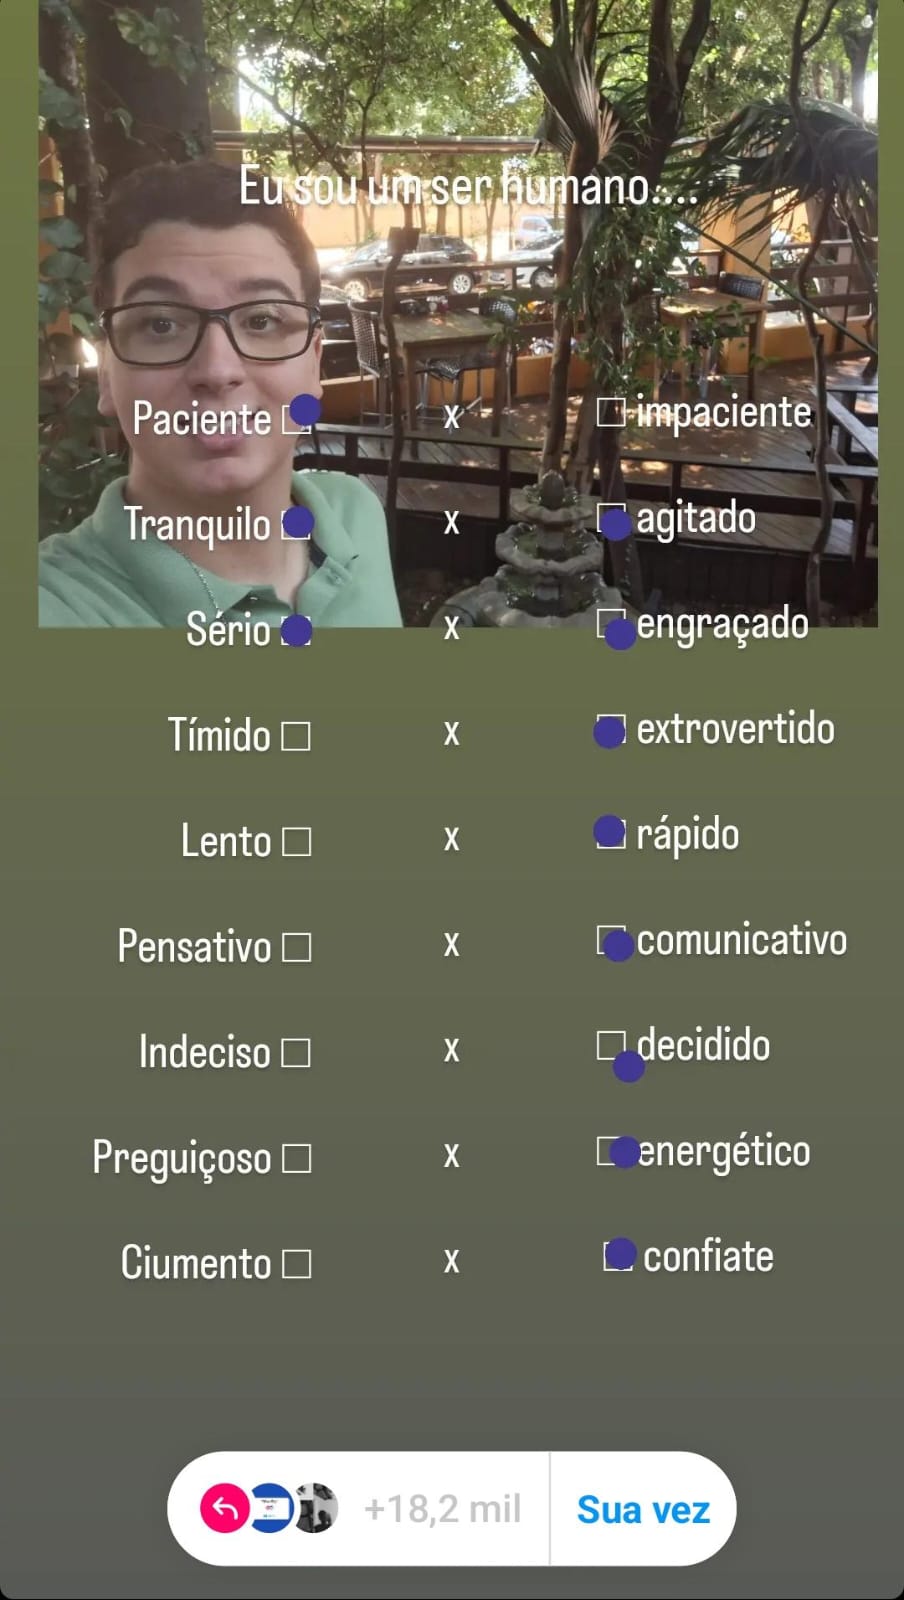 Eu sou um ser humano....
Paciente □ x □ impaciente
Tranquilo □ x □ agitado
Sério □ x □ engraçado
Tímido □ x □ extrovertido
Lento □ x □ rápido
Pensativo □ x □ comunicativo
Indeciso □ x □ decidido
Preguiçoso □ x □ energético
Ciumento □ x □ confiate
+18,2 mil Sua vez